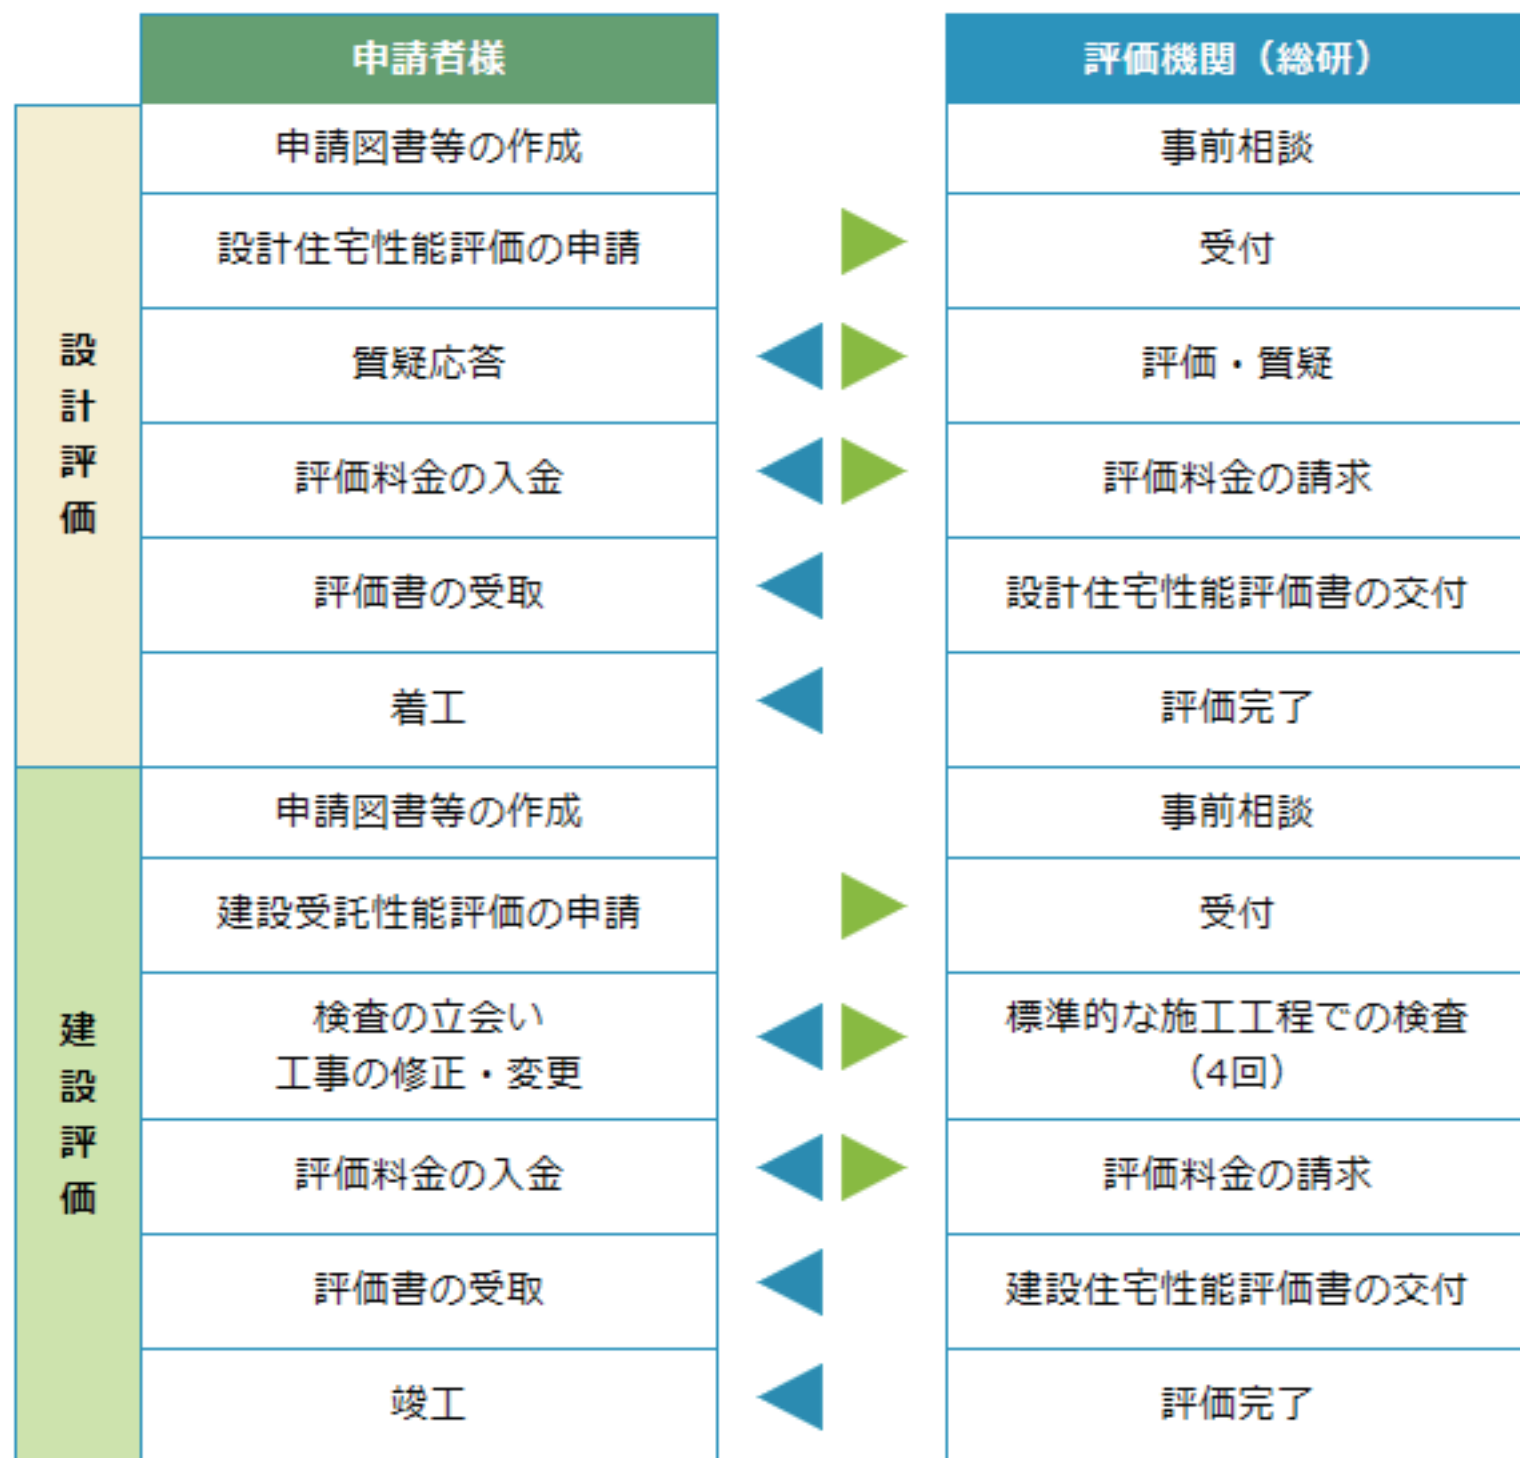 申請者様
評価機関（総研）
設計評価
申請図書等の作成
事前相談
設計住宅性能評価の申請
受付
質疑応答
評価・質疑
評価料金の入金
評価料金の請求
評価書の受取
設計住宅性能評価書の交付
着工
評価完了
建設評価
申請図書等の作成
事前相談
建設受託性能評価の申請
受付
検査の立会い
工事の修正・変更
標準的な施工工程での検査
（4回）
評価料金の入金
評価料金の請求
評価書の受取
建設住宅性能評価書の交付
竣工
評価完了